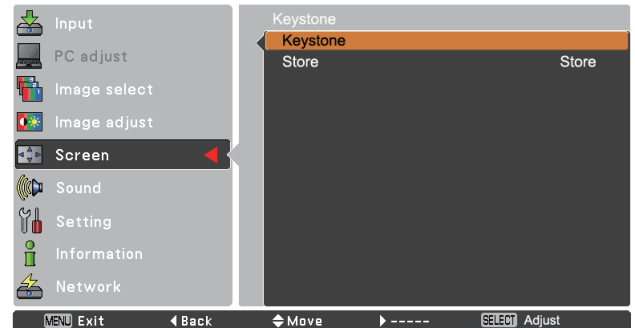 Input
PC adjust
Image select
Image adjust
Screen
Sound
Setting
Information
Network
Keystone
Keystone
Store Store
MENU Exit Back Move ----- SELECT Adjust